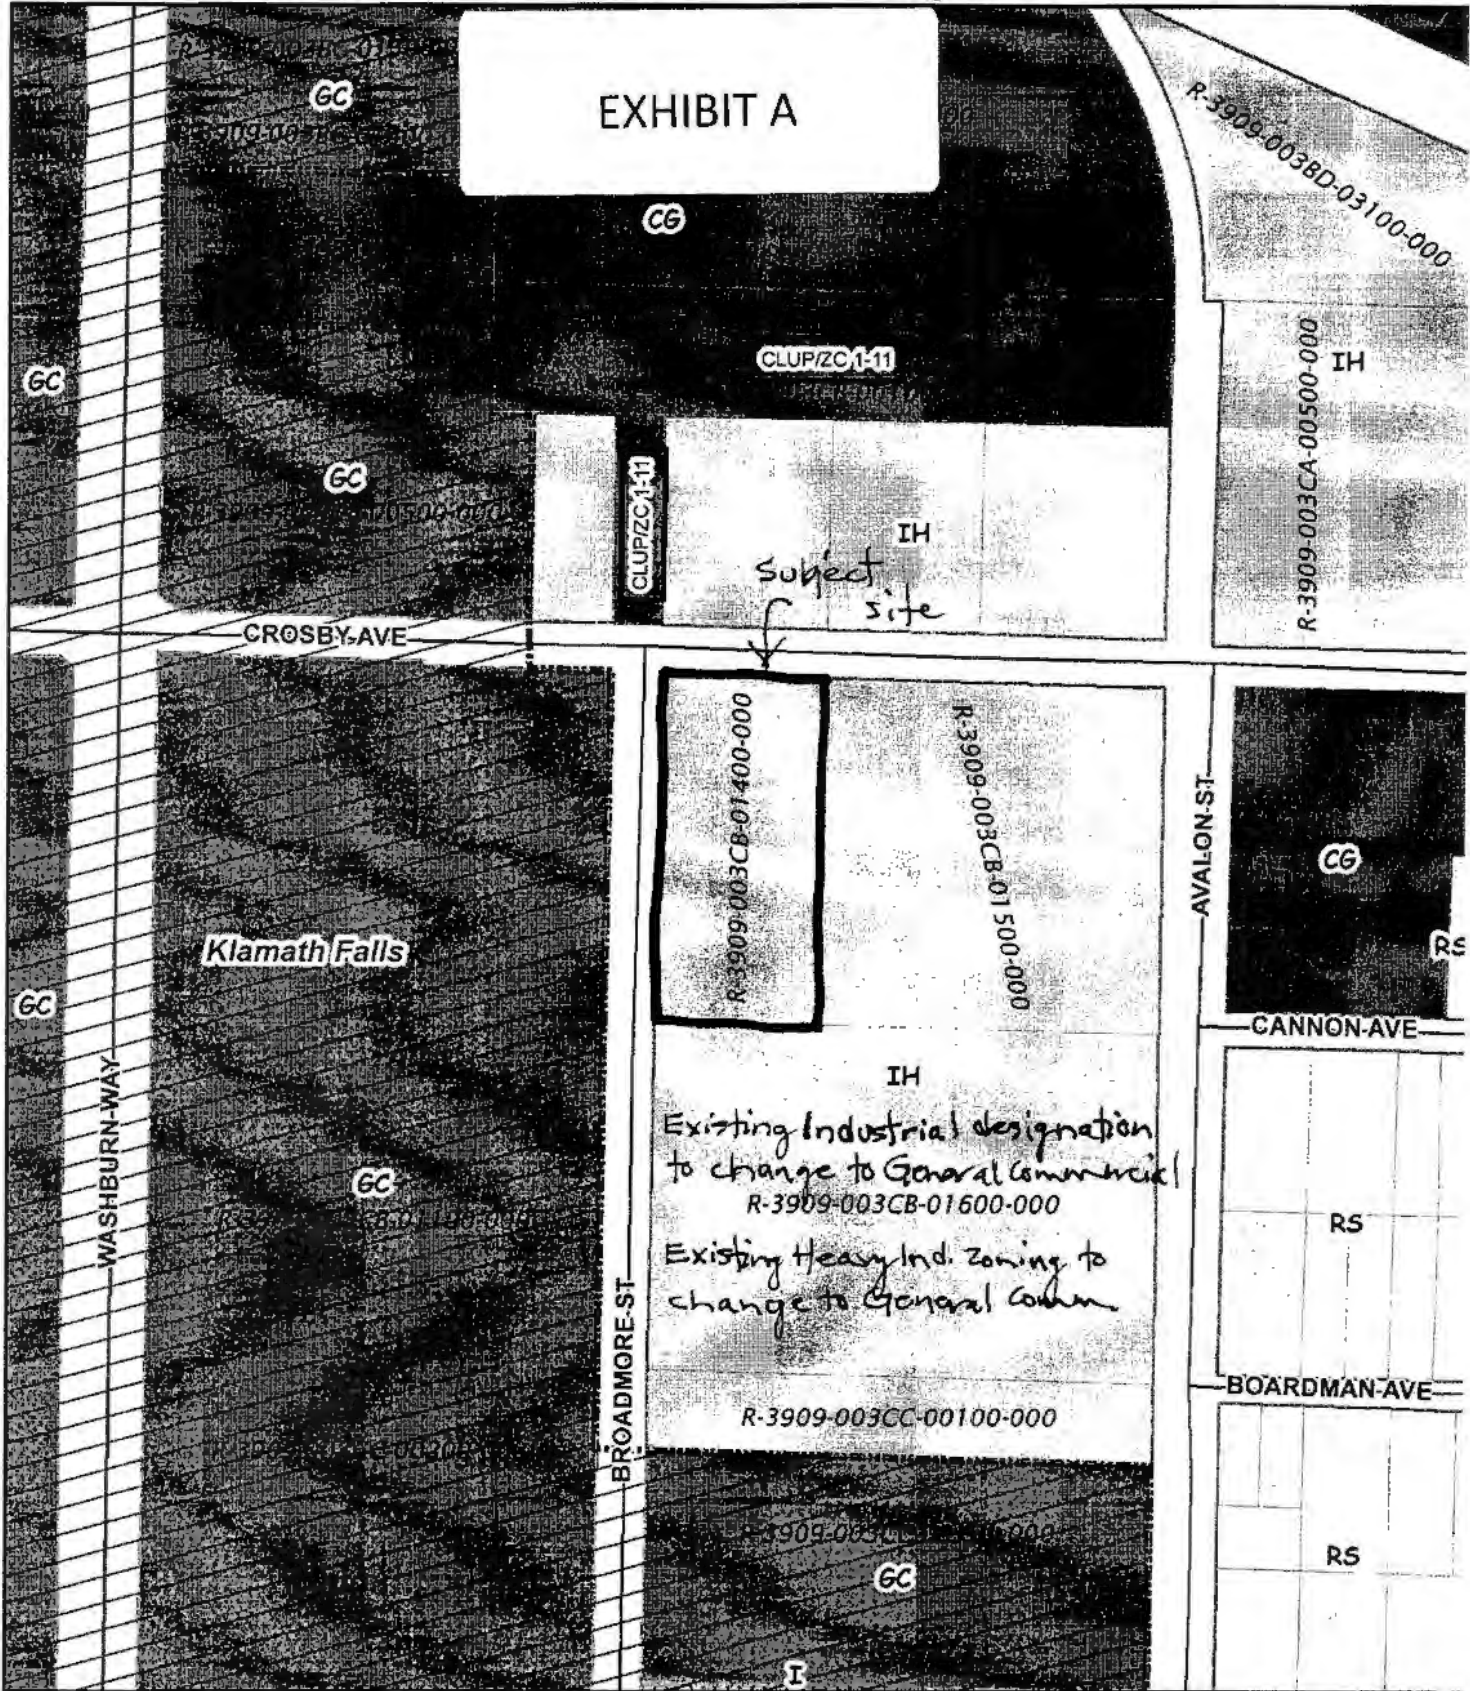 EXHIBIT A
GC
CG
R-3909-003BD-03100-000
CLUP/ZC 1-11
IH
GC
R-3909-003CA-00500-000
GC
CLUP/ZC 1-11
IH
Subject
site
CROSBY-AVE
R-3909-003CB-01400-000
R-3909-003CB-01500-000
AVALON-ST
CG
RS
Klamath Falls
GC
CANNON-AVE
WASHBURN-WAY
IH
Existing Industrial designation
to change to General Commercial
GC
R-3909-003CB-01600-000
RS
Existing Heavy Ind. Zoning to
change to General Comm.
BROADMORE-ST
BOARDMAN-AVE
R-3909-003CC-00100-000
RS
GC
I